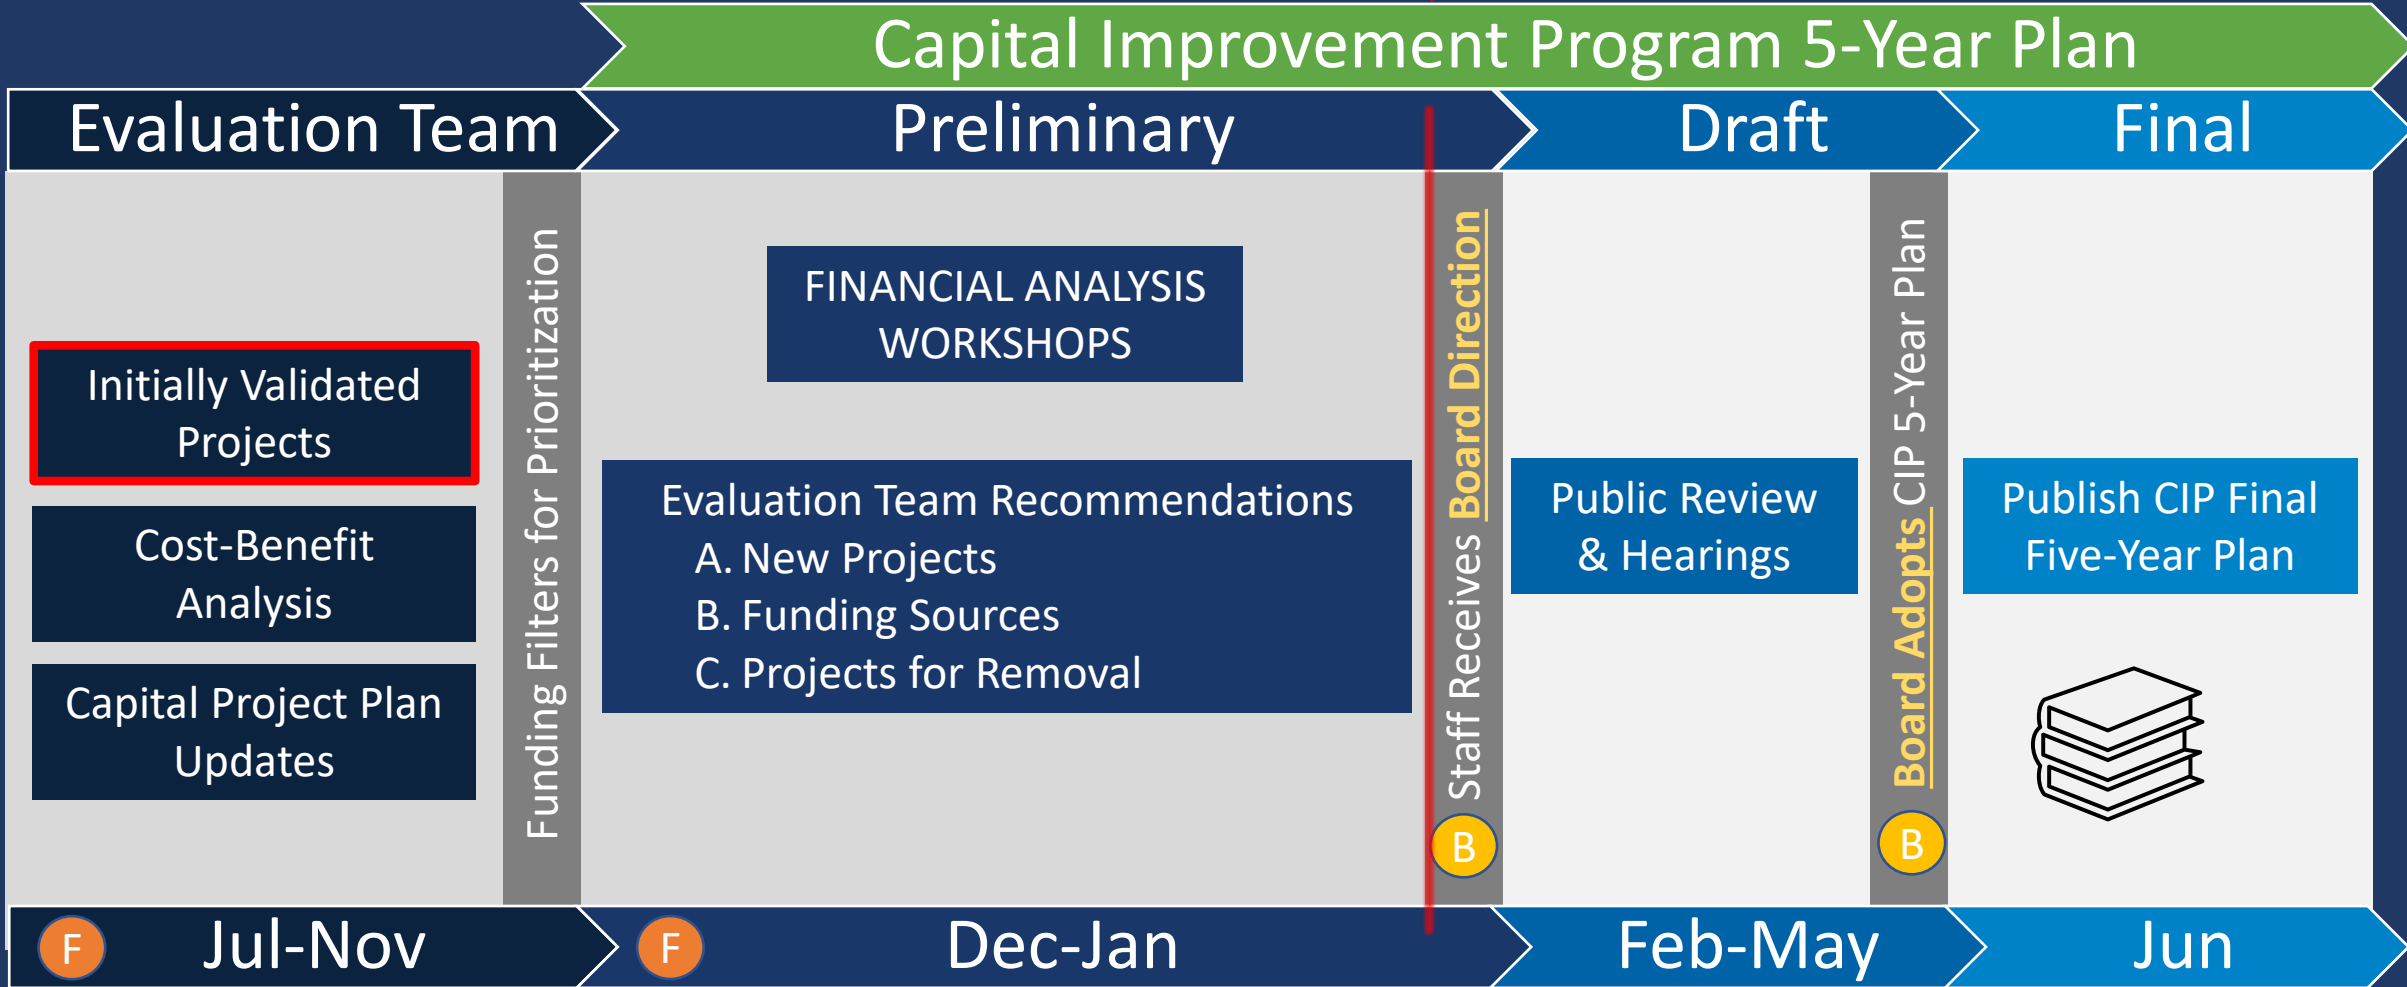 Capital Improvement Program 5-Year Plan
Evaluation Team
Preliminary
Draft
Final
Initially Validated
Projects
Cost-Benefit
Analysis
Capital Project Plan
Updates
Funding Filters for Prioritization
FINANCIAL ANALYSIS
WORKSHOPS
Evaluation Team Recommendations
A. New Projects
B. Funding Sources
C. Projects for Removal
Staff Receives Board Direction
B
Public Review
& Hearings
Board Adopts CIP 5-Year Plan
B
Publish CIP Final
Five-Year Plan
F
Jul-Nov
F
Dec-Jan
Feb-May
Jun